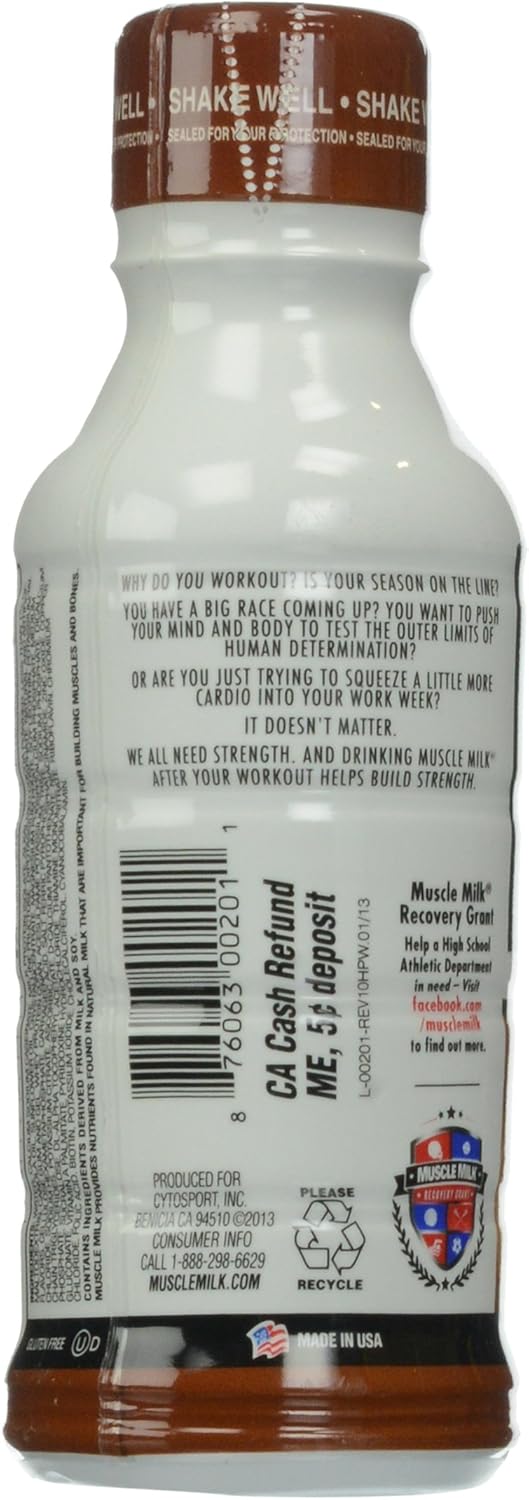 WELL • SHAKE WELL • SHAKE W
PROTECTION • SEALED FOR YOUR PROTECTION • SEALED FOR YOUR
WHY DO YOU WORKOUT? IS YOUR SEASON ON THE LINE?
YOU HAVE A BIG RACE COMING UP? YOU WANT TO PUSH
YOUR MIND AND BODY TO TEST THE OUTER LIMITS OF
HUMAN DETERMINATION?
OR ARE YOU JUST TRYING TO SQUEEZE A LITTLE MORE
CARDIO INTO YOUR WORK WEEK?
IT DOESN'T MATTER.
WE ALL NEED STRENGTH. AND DRINKING MUSCLE MILK®
AFTER YOUR WORKOUT HELPS BUILD STRENGTH.
8 76063 00201 1
CA Cash Refund
ME, 5¢ deposit
L-00201-REV10HPW.01/13
Muscle Milk®
Recovery Grant
Help a High School
Athletic Department
in need – Visit
facebook.com
/musclemilk
to find out more.
MUSCLE MILK
RECOVERY GRANT
PRODUCED FOR
CYTOSPORT, INC.
BENICIA CA 94510 ©2013
CONSUMER INFO
CALL 1-888-298-6629
MUSCLEMILK.COM
PLEASE
RECYCLE
CHLORIDE, FOLIC ACID, BIOTIN, POTASSIUM IODIDE, CHOLECALCIFEROL, CYANOCOBALAMIN
CONTAINS INGREDIENTS DERIVED FROM MILK AND SOY.
MUSCLE MILK PROVIDES NUTRIENTS FOUND IN NATURAL MILK THAT ARE IMPORTANT FOR BUILDING MUSCLES AND BONES.
GLUTEN FREE U D
MADE IN USA